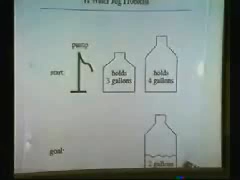 A Water Jug Problem
pump
start:
holds
3 gallons
holds
4 gallons
goal:
2 gallons